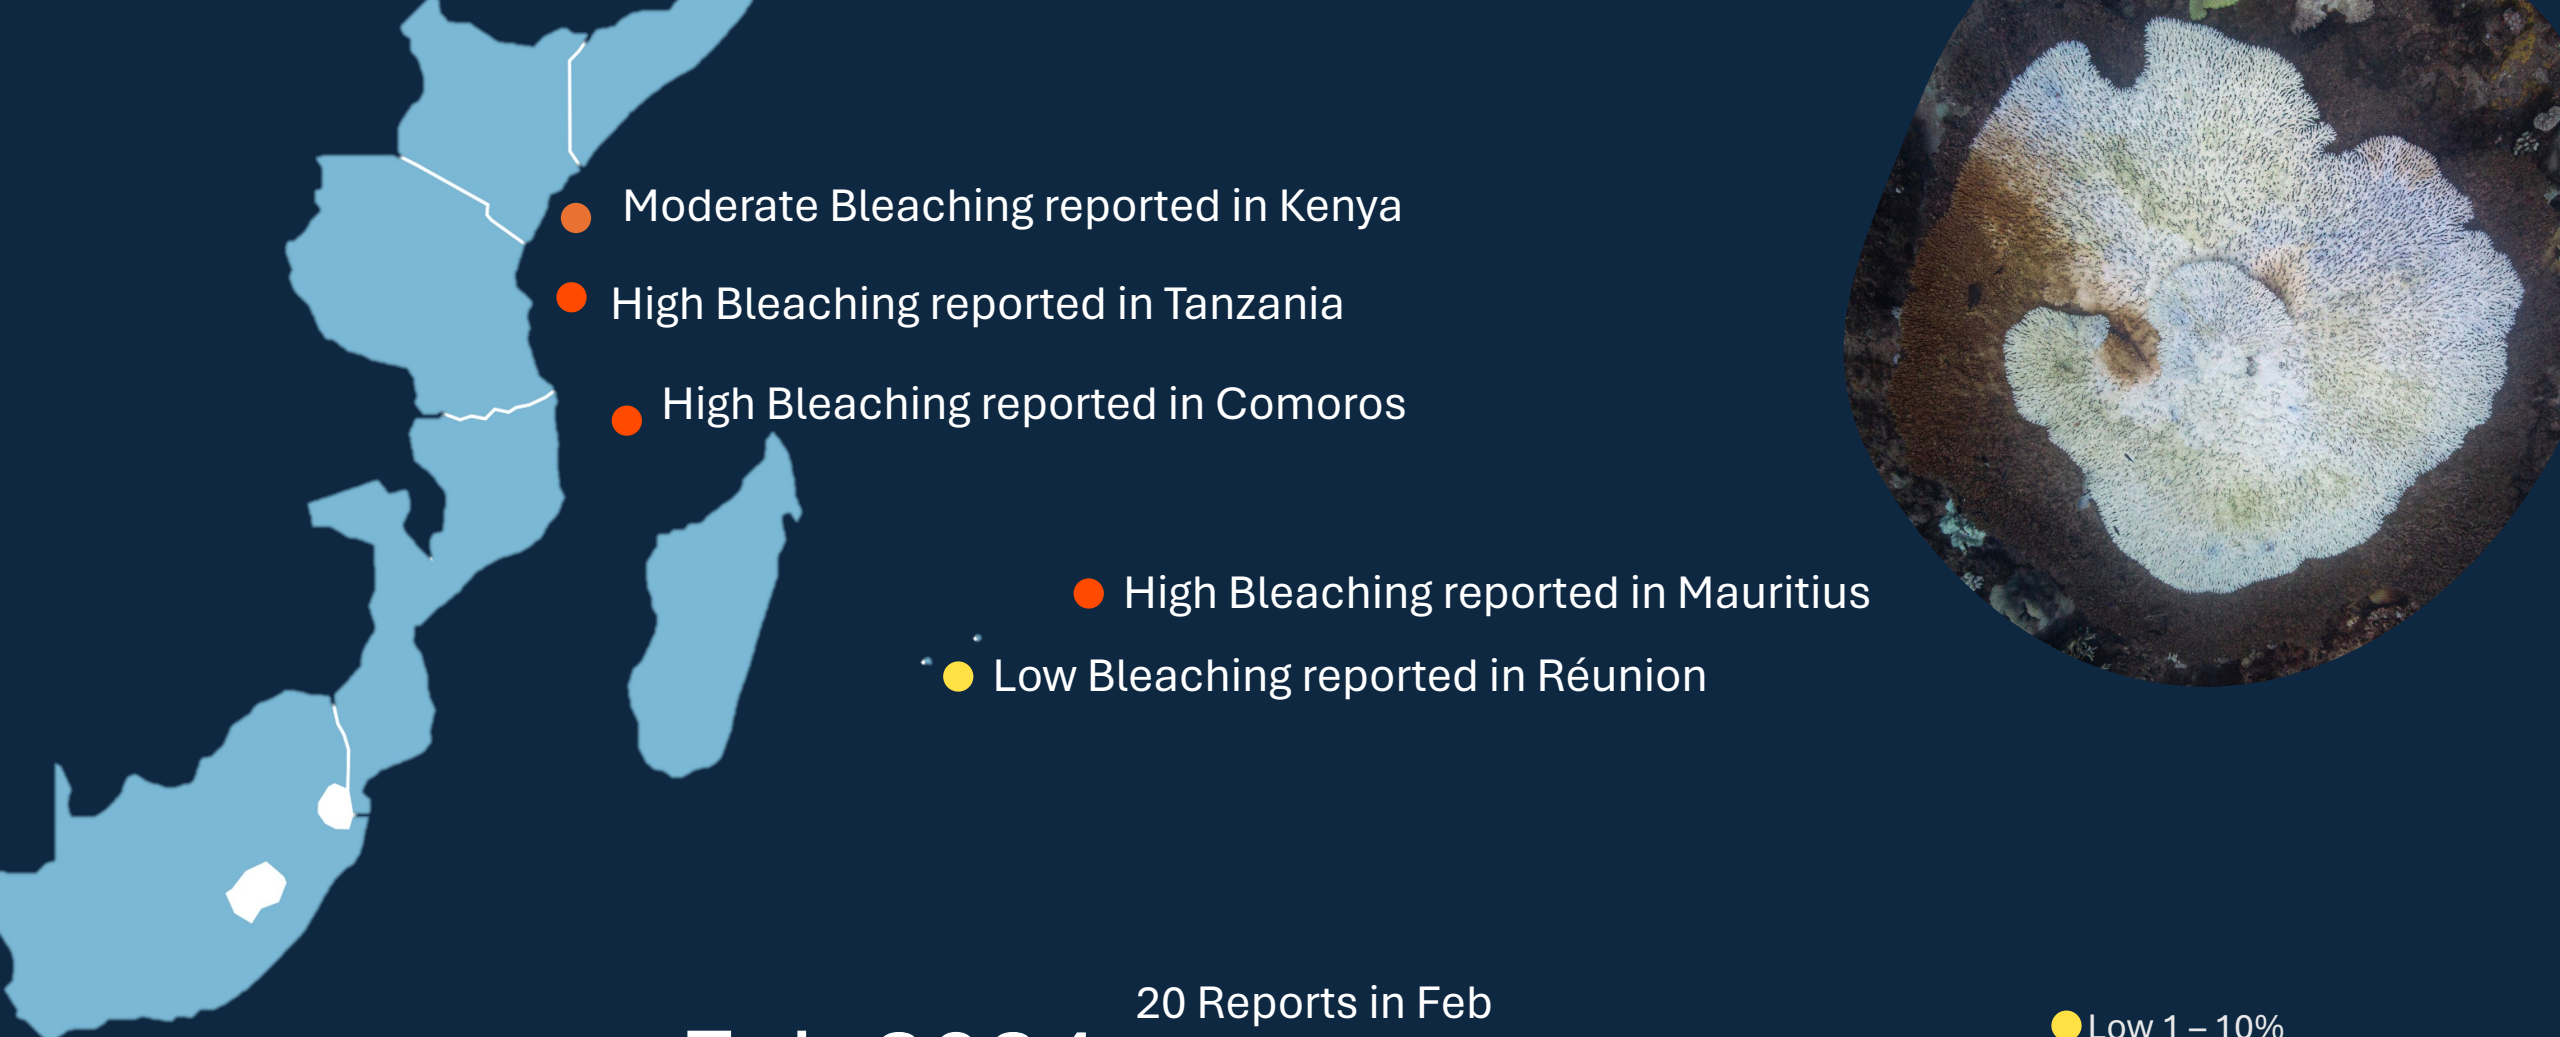 Moderate Bleaching reported in Kenya
High Bleaching reported in Tanzania
High Bleaching reported in Comoros
High Bleaching reported in Mauritius
Low Bleaching reported in Réunion
20 Reports in Feb
Low 1 – 10%